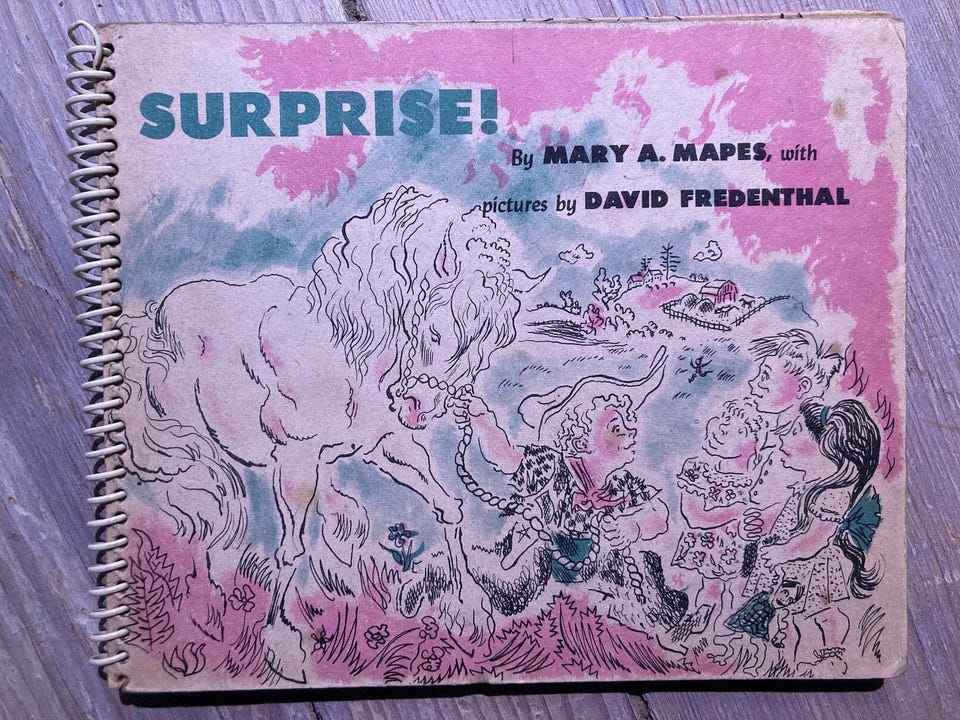 SURPRISE!
By MARY A. MAPES, with
pictures by DAVID FREDENTHAL